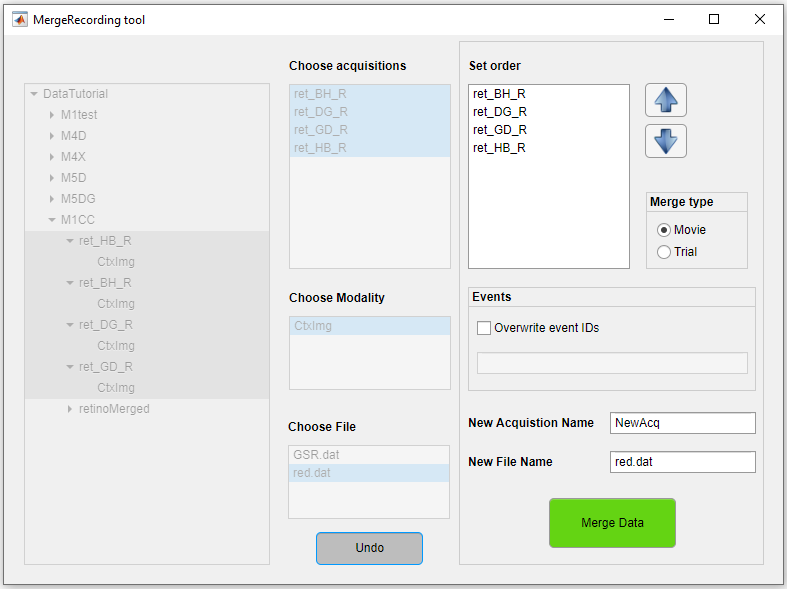 MergeRecording tool
DataTutorial
M1test
M4D
M4X
M5D
M5DG
M1CC
ret_HB_R
CtxImg
ret_BH_R
CtxImg
ret_DG_R
CtxImg
ret_GD_R
CtxImg
retinoMerged
Choose acquisitions
ret_BH_R
ret_DG_R
ret_GD_R
ret_HB_R
Choose Modality
CtxImg
Choose File
GSR.dat
red.dat
Undo
Set order
ret_BH_R
ret_DG_R
ret_GD_R
ret_HB_R
Merge type
Movie
Trial
Events
Overwrite event IDs
New Acquistion Name NewAcq
New File Name red.dat
Merge Data